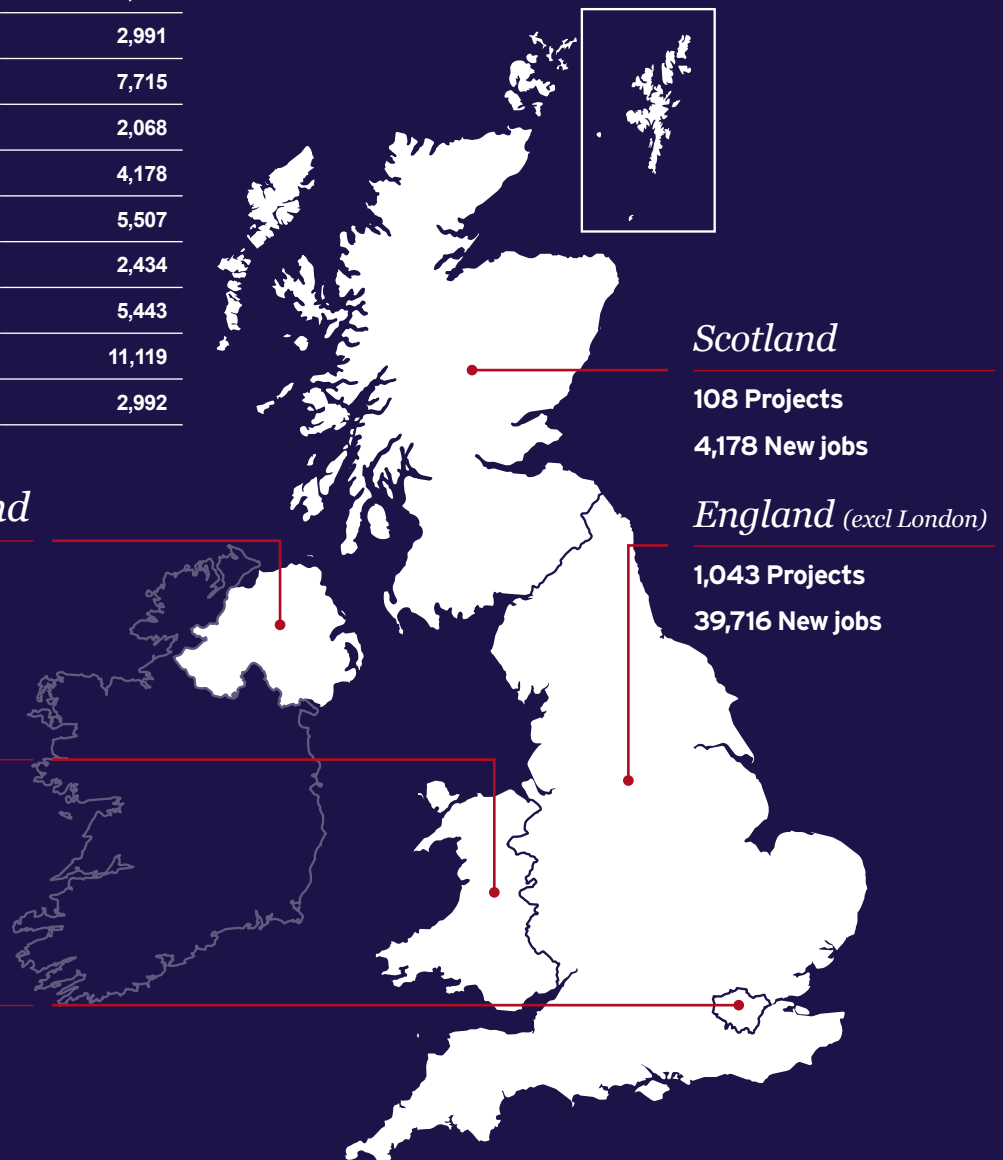 2,991
7,715
2,068
4,178
5,507
2,434
5,443
11,119
2,992
Scotland
108 Projects
4,178 New jobs
England (excl London)
1,043 Projects
39,716 New jobs